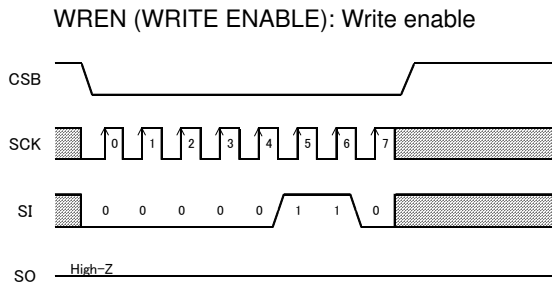 WREN (WRITE ENABLE): Write enable
CSB
SCK 0 1 2 3 4 5 6 7
SI 0 0 0 0 0 1 1 0
SO High-Z